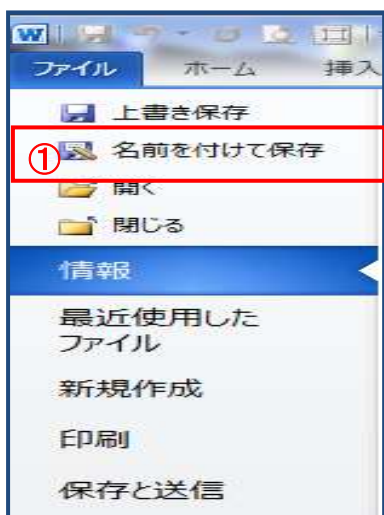 W
ファイル ホーム 挿入
上書き保存
① 名前を付けて保存
開く
閉じる
情報
最近使用した
ファイル
新規作成
印刷
保存と送信